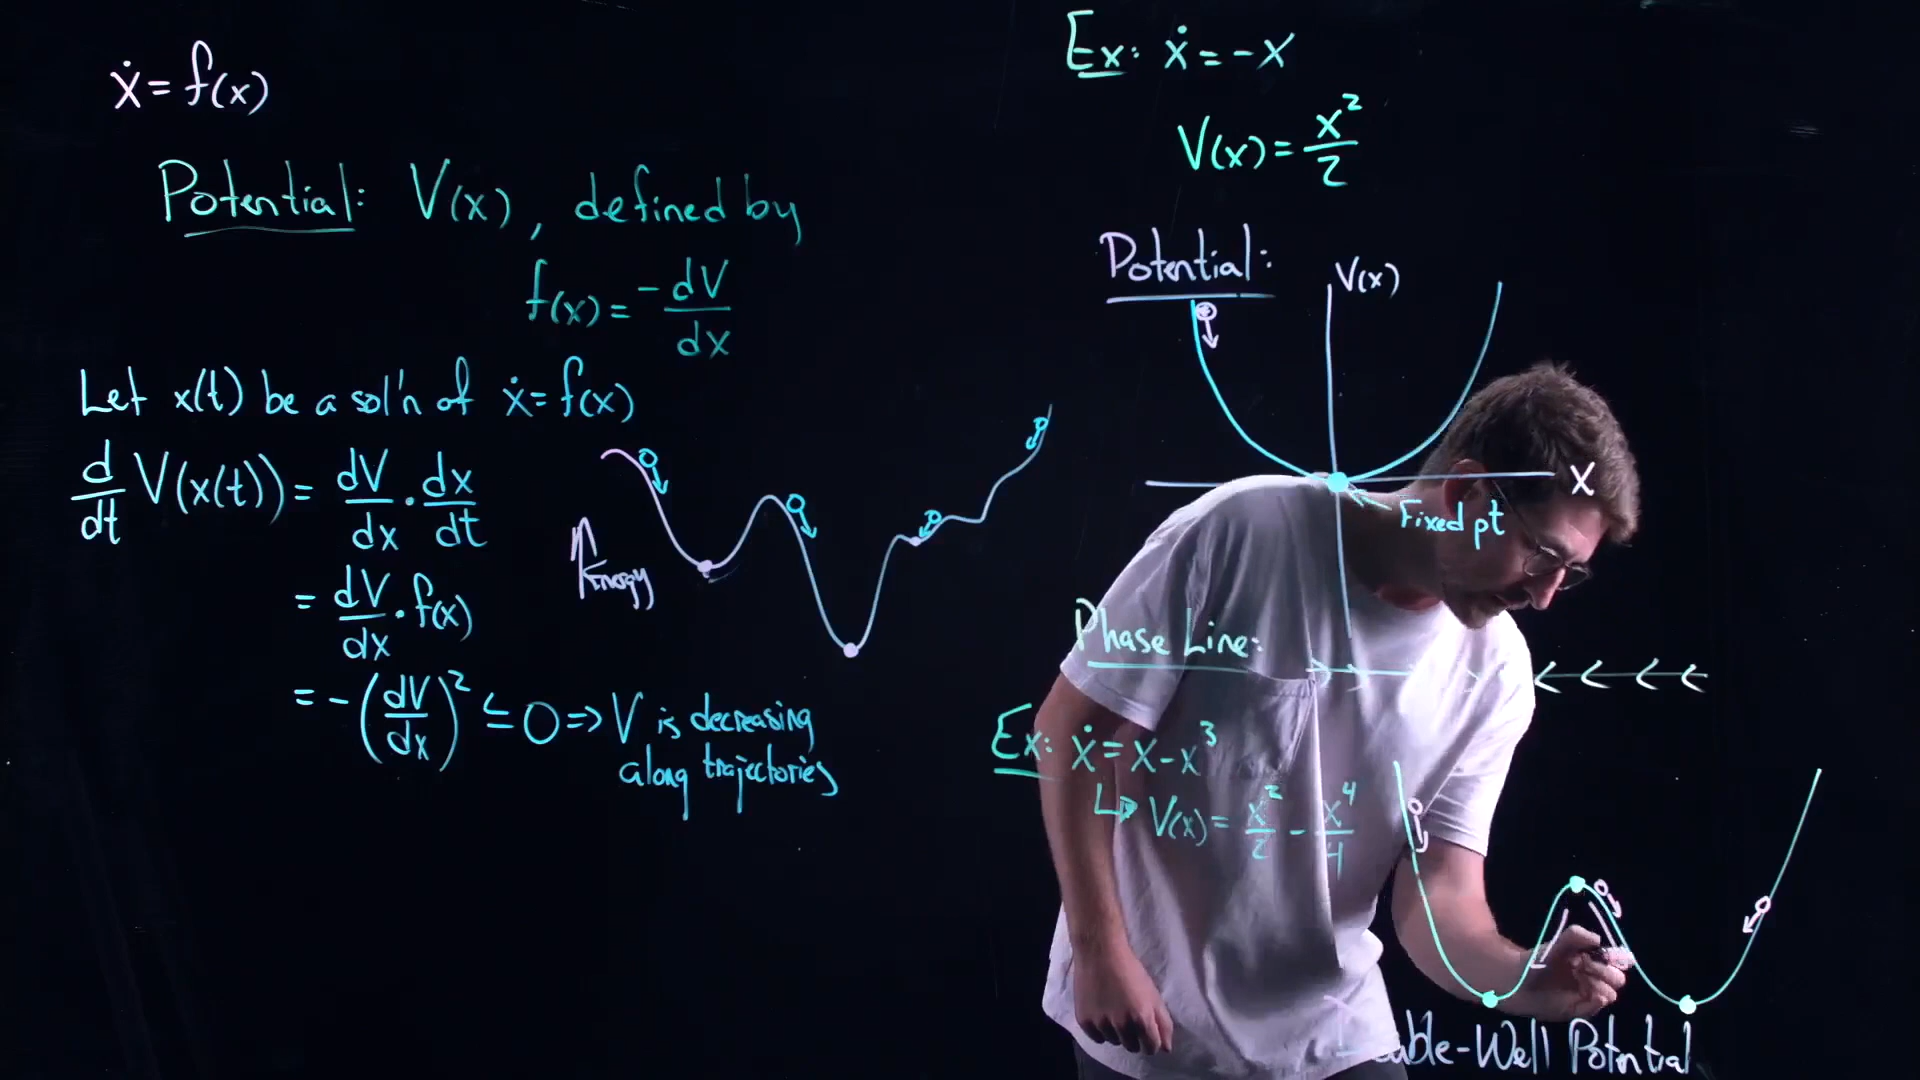 ẋ = f(x)
Potential: V(x), defined by
f(x) = -dV/dx
Let x(t) be a sol'n of ẋ = f(x)
d/dt V(x(t)) = dV/dx · dx/dt
= dV/dx · f(x)
= -(dV/dx)² ≤ 0 => V is decreasing
along trajectories
Energy
Ex: ẋ = -x
V(x) = x²/2
Potential:
V(x)
X
Fixed pt
Phase Line:
Ex: ẋ = x - x³
↳ V(x) = x²/2 - x⁴/4
-Well Potential